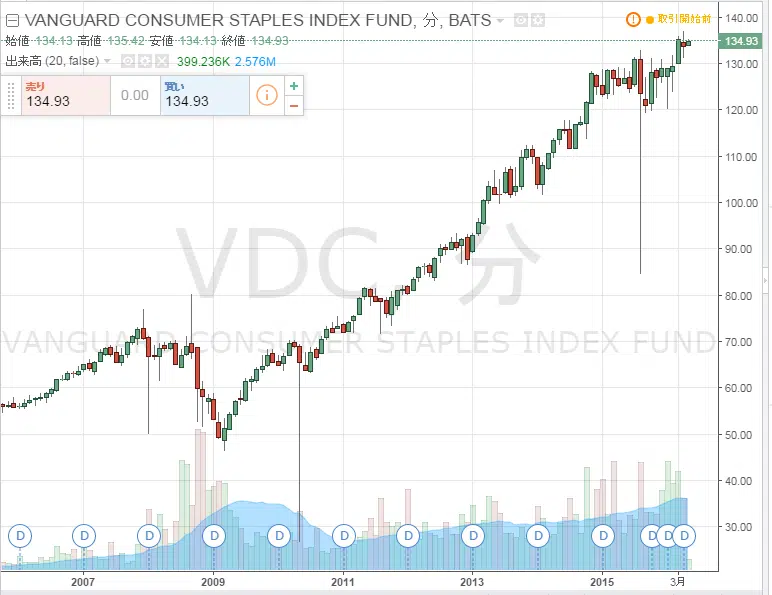 VANGUARD CONSUMER STAPLES INDEX FUND, 分, BATS
取引開始前
始値 134.13 高値 135.42 安値 134.13 終値 134.93
出来高 (20, false) 399.236K 2.576M
売り 134.93
0.00
買い 134.93
VDC, 分
VANGUARD CONSUMER STAPLES INDEX FUND
140.00
134.93
130.00
120.00
110.00
100.00
90.00
80.00
70.00
60.00
50.00
40.00
30.00
D D D D D D D D D D D D D
2007 2009 2011 2013 2015 3月